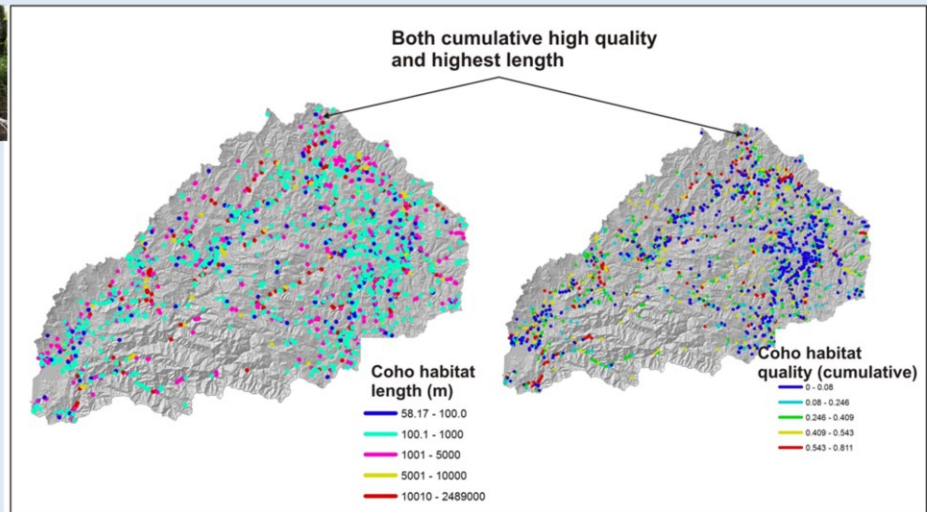 Both cumulative high quality
and highest length
Coho habitat
length (m)
58.17 - 100.0
100.1 - 1000
1001 - 5000
5001 - 10000
10010 - 2489000
Coho habitat
quality (cumulative)
0 - 0.08
0.08 - 0.246
0.246 - 0.409
0.409 - 0.543
0.543 - 0.811